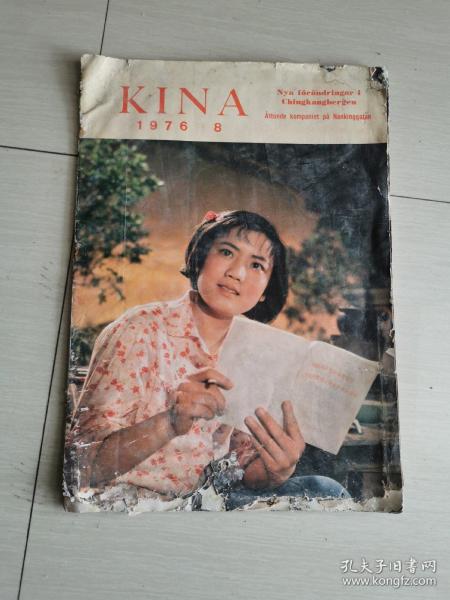 KINA
1976 8
Nya förändringar i
Chingkangbergen
Åttonde kompaniet på Nankinggatan
孔夫子旧书网
www.kongfz.com